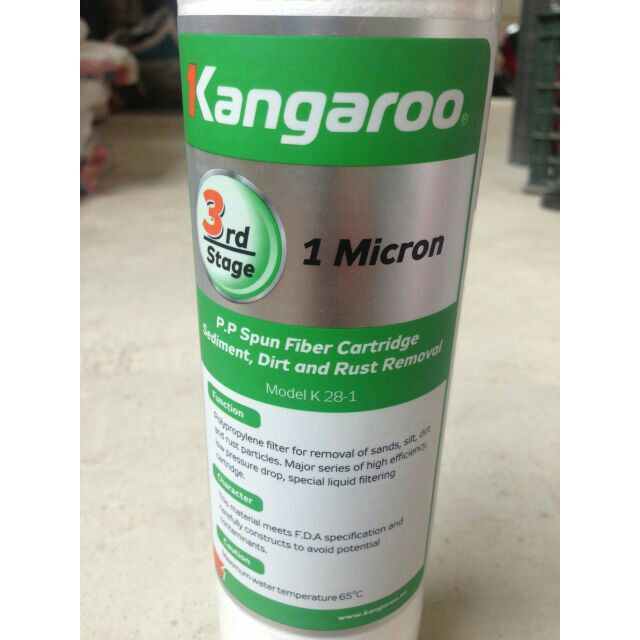 Kangaroo®
3rd
Stage
1 Micron
P.P Spun Fiber Cartridge
Sediment, Dirt and Rust Removal
Model K 28-1
Function
Polypropylene filter for removal of sands, silt, dirt
and rust particles. Major series of high efficiency,
low pressure drop, special liquid filtering
cartridge.
Character
This material meets F.D.A specification and
carefully constructs to avoid potential
contaminants.
Caution
Maximum water temperature 65°C
www.kangaroo.vn